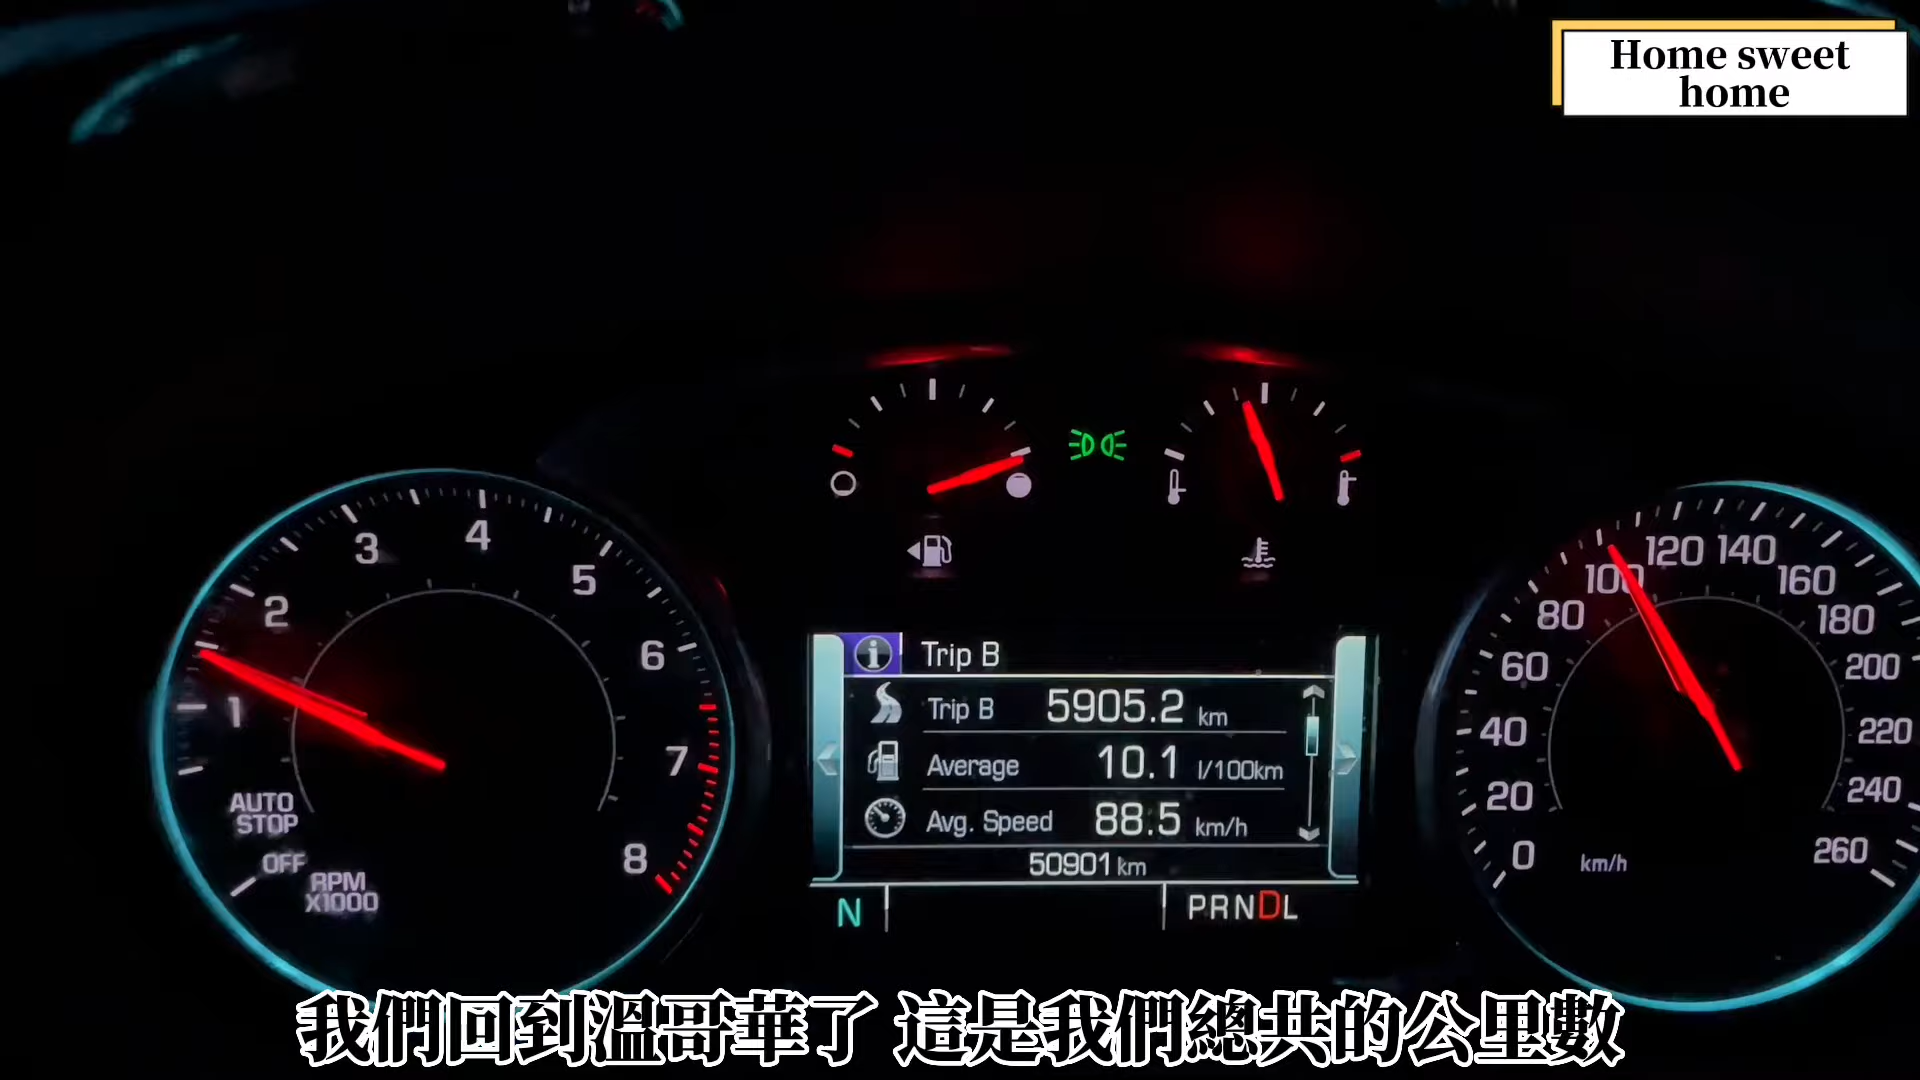 Home sweet
home
1
2
3
4
5
6
7
8
AUTO
STOP
OFF
RPM
X1000
Trip B
Trip B 5905.2 km
Average 10.1 l/100km
Avg. Speed 88.5 km/h
50901 km
N
PRNDL
0
20
40
60
80
100
120
140
160
180
200
220
240
260
km/h
我們回到溫哥華了 這是我們總共的公里數